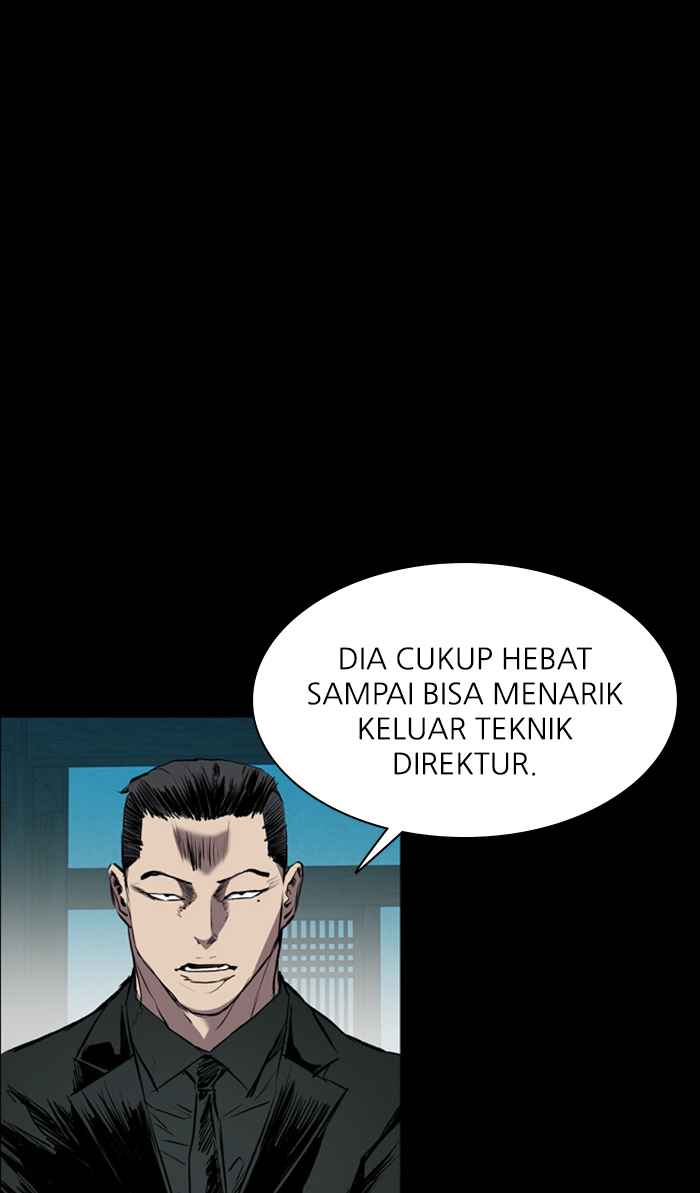 DIA CUKUP HEBAT
SAMPAI BISA MENARIK
KELUAR TEKNIK
DIREKTUR.